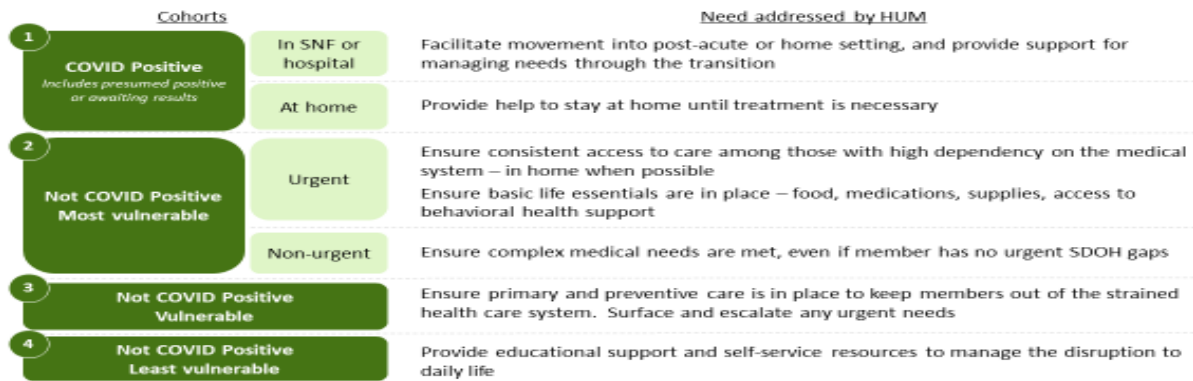 Cohorts
Need addressed by HUM
1
COVID Positive
Includes presumed positive
or awaiting results
In SNF or
hospital
Facilitate movement into post-acute or home setting, and provide support for
managing needs through the transition
At home
Provide help to stay at home until treatment is necessary
2
Not COVID Positive
Most vulnerable
Urgent
Ensure consistent access to care among those with high dependency on the medical
system – in home when possible
Ensure basic life essentials are in place – food, medications, supplies, access to
behavioral health support
Non-urgent
Ensure complex medical needs are met, even if member has no urgent SDOH gaps
3
Not COVID Positive
Vulnerable
Ensure primary and preventive care is in place to keep members out of the strained
health care system. Surface and escalate any urgent needs
4
Not COVID Positive
Least vulnerable
Provide educational support and self-service resources to manage the disruption to
daily life